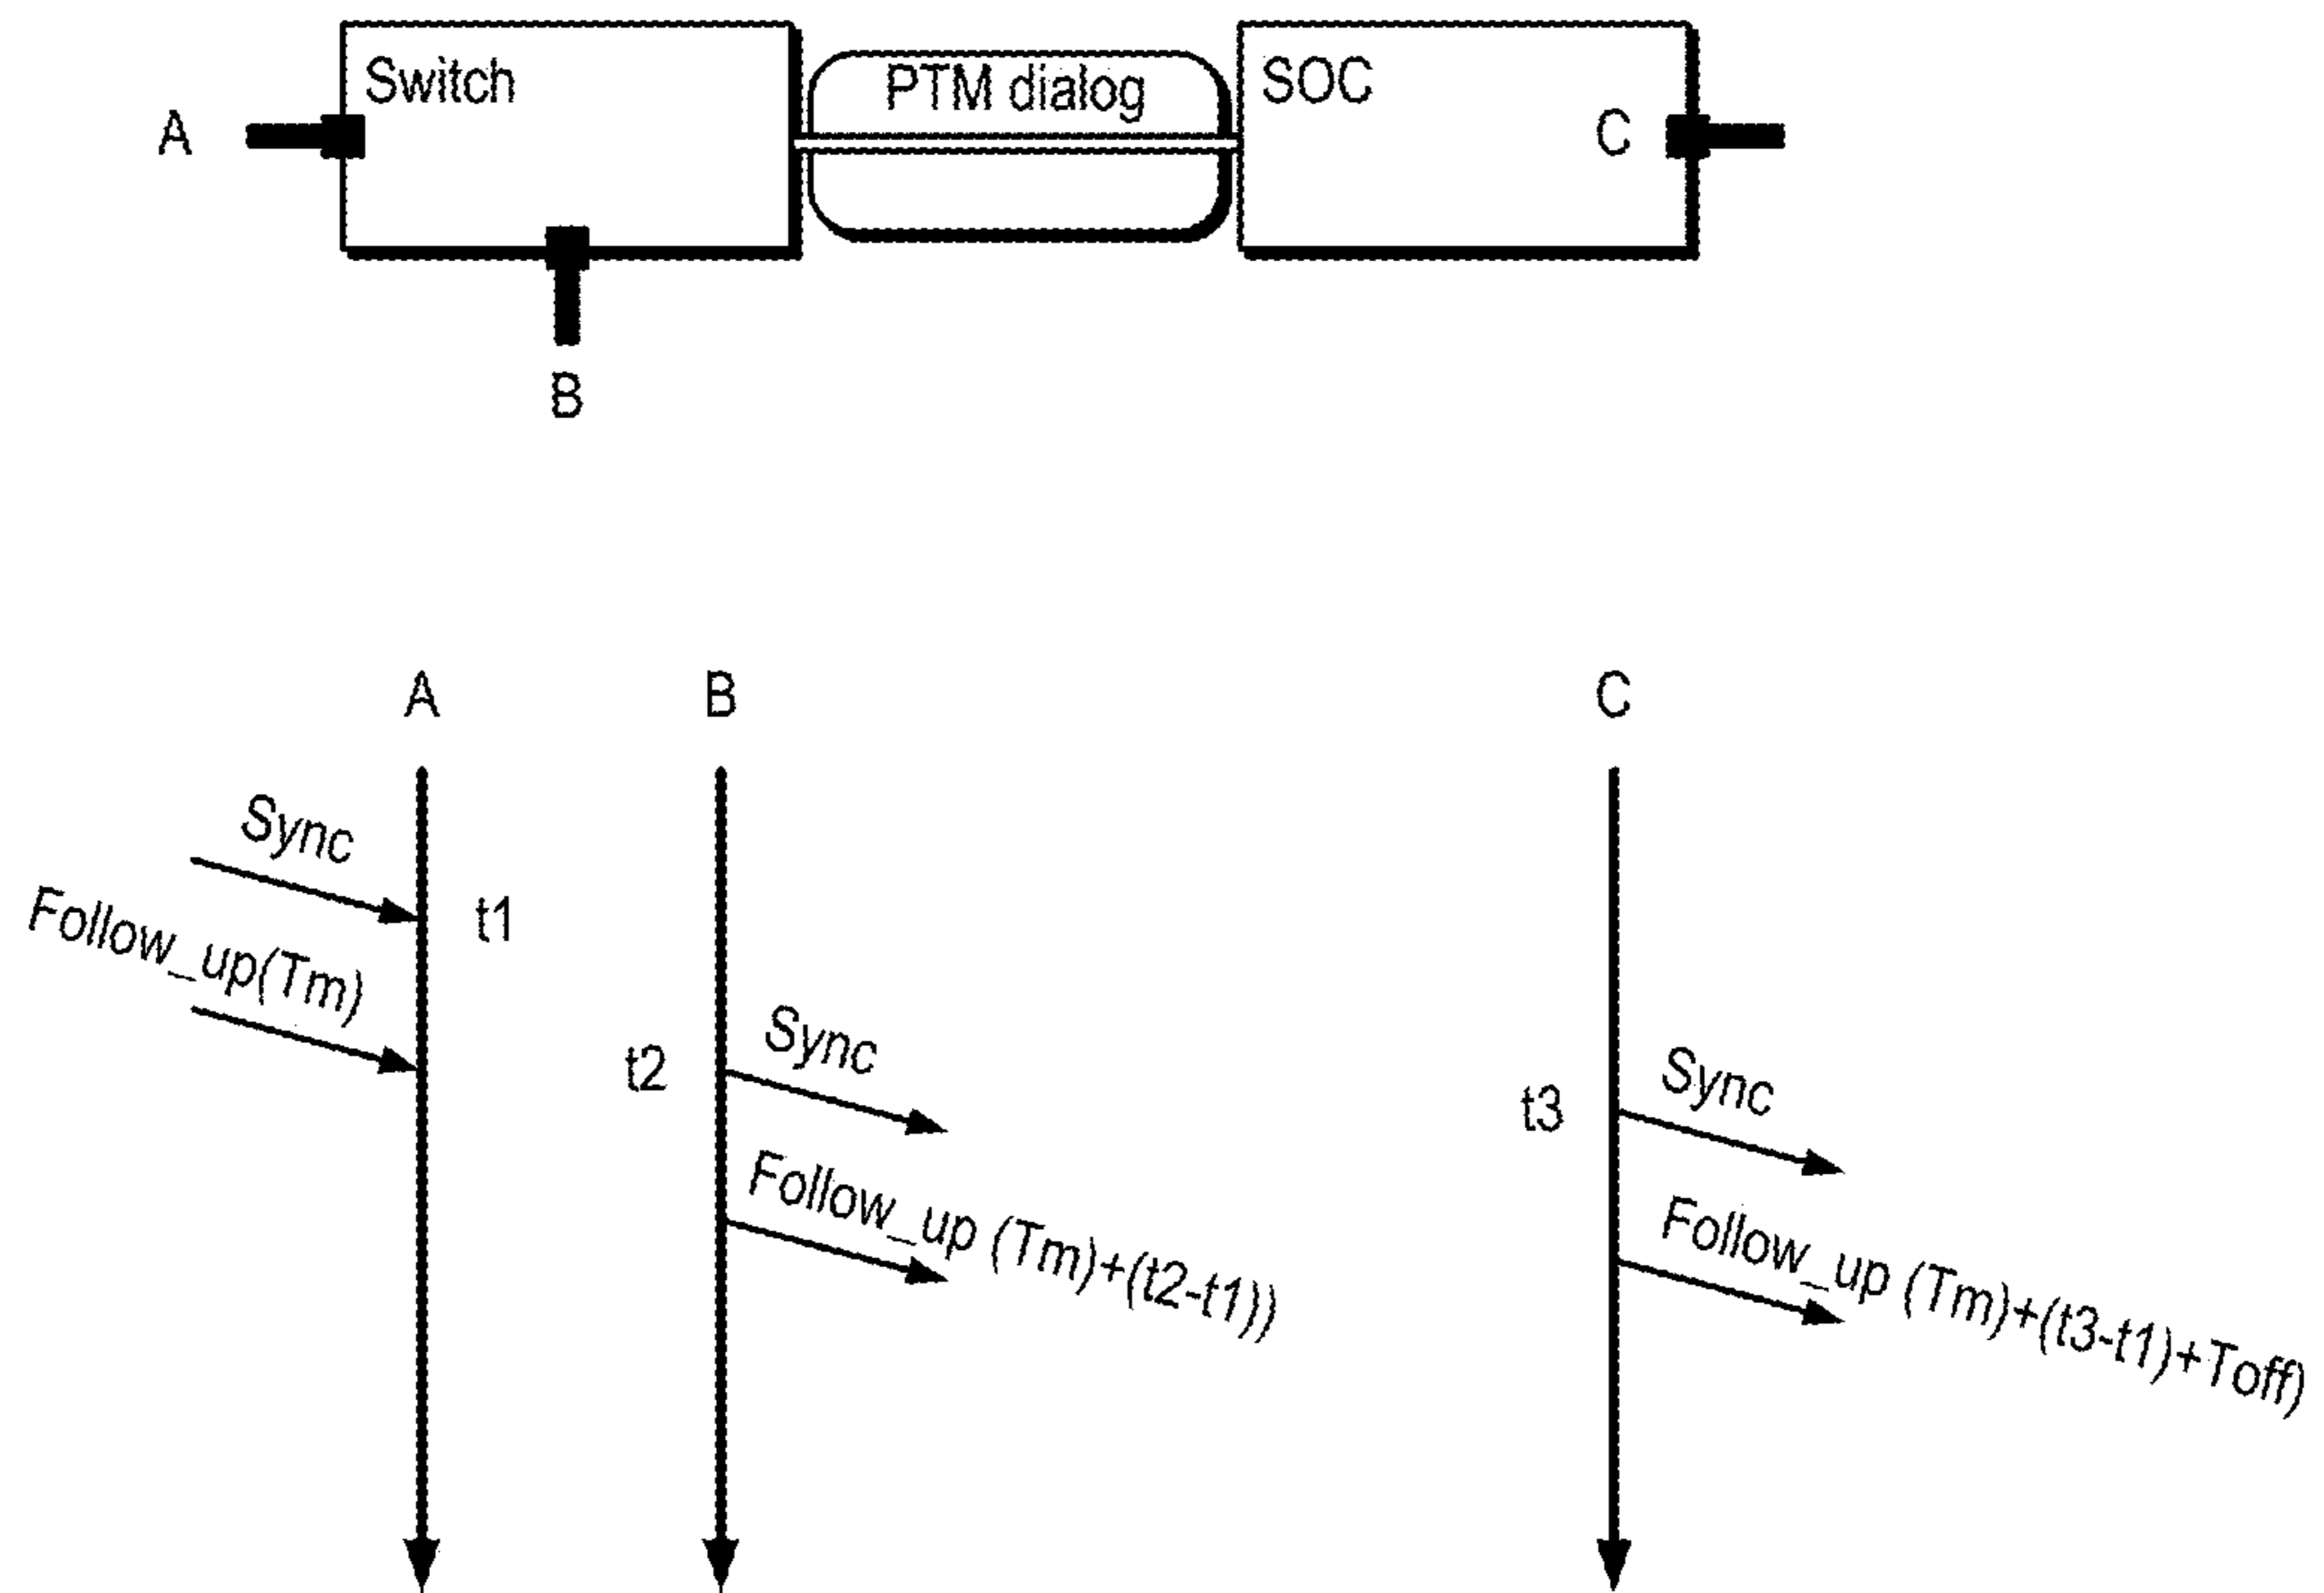 Switch
PTM dialog
SOC
A
C
B
A
B
C
Sync
t1
Follow_up(Tm)
Sync
t2
Sync
t3
Follow_up (Tm)+(t2-t1))
Follow_up (Tm)+(t3-t1)+Toff)